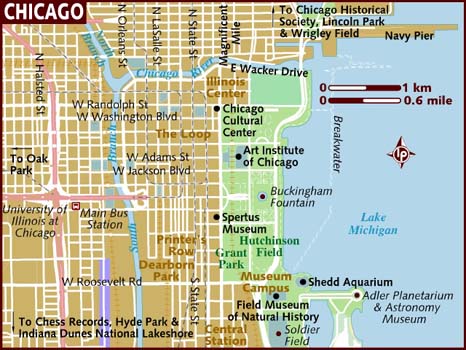 CHICAGO
N Orleans St
N LaSalle St
N State St
Magnificent
Mile
To Chicago Historical
Society, Lincoln Park
& Wrigley Field
Navy Pier
North
Branch
N Halsted St
Chicago River
E Wacker Drive
Illinois
Center
0 1 km
0 0.6 mile
W Randolph St
W Washington Blvd
Chicago
Cultural
Center
The Loop
Breakwater
To Oak
Park
Branch
W Adams St
W Jackson Blvd
Art Institute
of Chicago
LP
Buckingham
Fountain
University of
Illinois at
Chicago
Main Bus
Station
South
Spertus
Museum
Lake
Michigan
Printer's
Row
Dearborn Park
Grant
Park
Hutchinson
Field
W Roosevelt Rd
S State St
Museum
Campus
Shedd Aquarium
Adler Planetarium
& Astronomy
Museum
Field Museum
of Natural History
To Chess Records, Hyde Park &
Indiana Dunes National Lakeshore
Central
Station
Soldier
Field